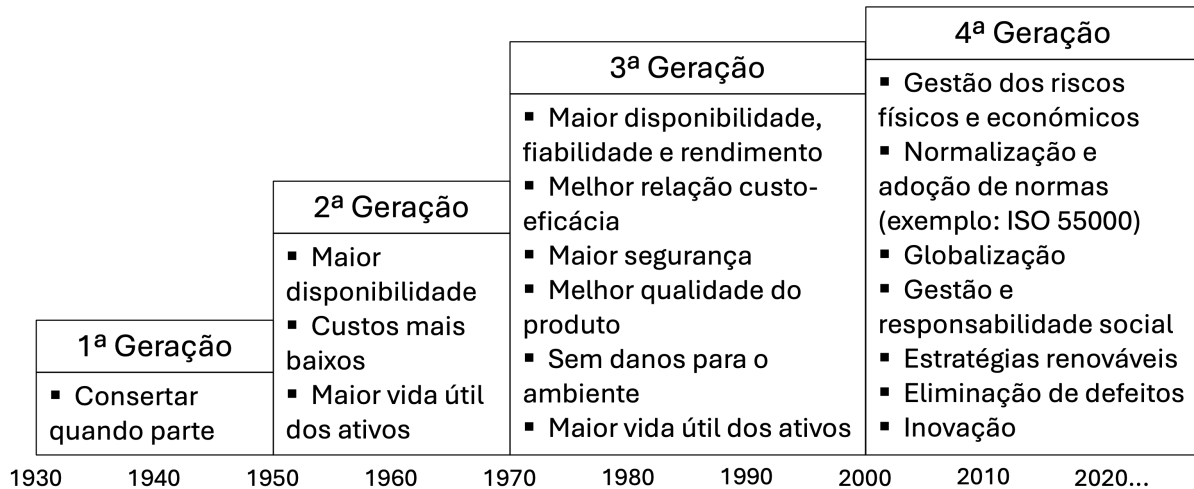 1ª Geração
▪ Consertar
quando parte
2ª Geração
▪ Maior
disponibilidade
▪ Custos mais
baixos
▪ Maior vida útil
dos ativos
3ª Geração
▪ Maior disponibilidade,
fiabilidade e rendimento
▪ Melhor relação custo-
eficácia
▪ Maior segurança
▪ Melhor qualidade do
produto
▪ Sem danos para o
ambiente
▪ Maior vida útil dos ativos
4ª Geração
▪ Gestão dos riscos
físicos e económicos
▪ Normalização e
adoção de normas
(exemplo: ISO 55000)
▪ Globalização
▪ Gestão e
responsabilidade social
▪ Estratégias renováveis
▪ Eliminação de defeitos
▪ Inovação
1930 1940 1950 1960 1970 1980 1990 2000 2010 2020...